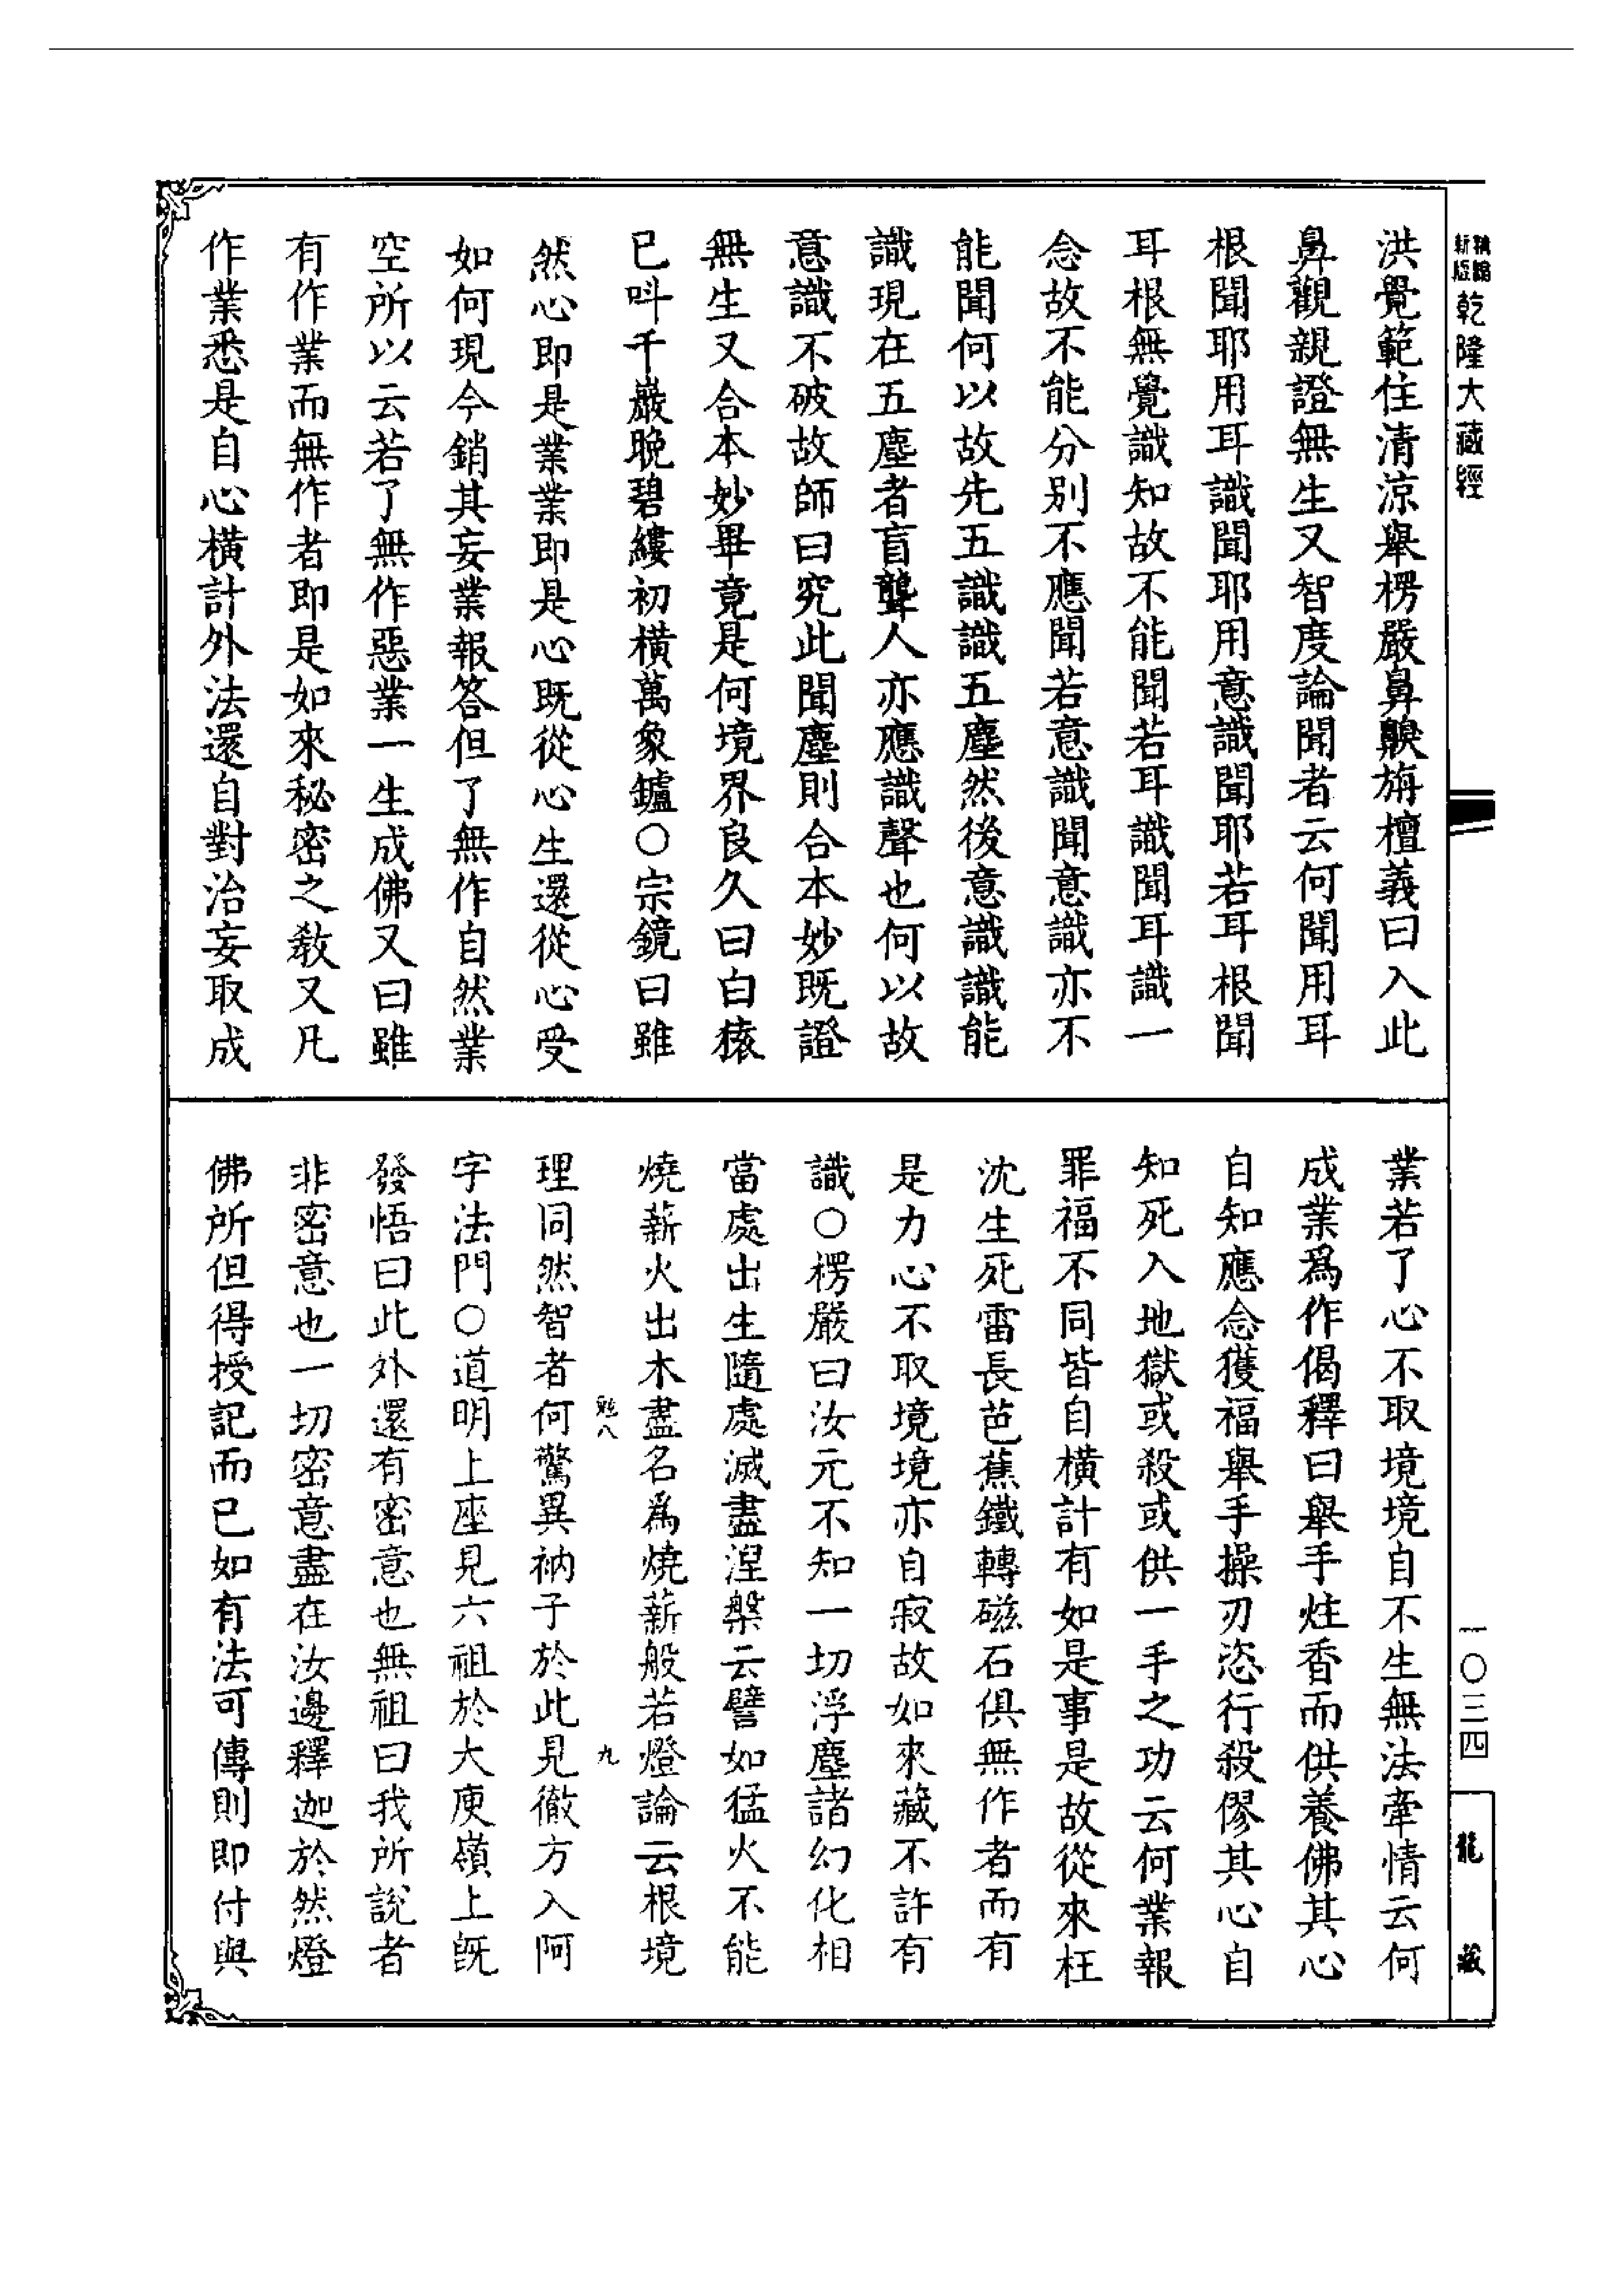 精縮
新版
乾隆大藏經
洪覺範住清涼舉楞嚴鼻齅旃檀義曰入此
鼻觀親證無生又智度論聞者云何聞用耳
根聞耶用耳識聞耶用意識聞耶若耳根聞
耳根無覺識知故不能聞若耳識聞耳識一
念故不能分別不應聞若意識聞意識亦不
能聞何以故先五識識五塵然後意識識能
識現在五塵者盲聾人亦應識聲也何以故
意識不破故師曰究此聞塵則合本妙既證
無生又合本妙畢竟是何境界良久曰白猿
已呌千巖晚碧縷初橫萬象鑪○宗鏡曰雖
然心即是業業即是心既從心生還從心受
如何現今銷其妄業報答但了無作自然業
空所以云若了無作惡業一生成佛又曰雖
有作業而無作者即是如來秘密之教又凡
作業悉是自心橫計外法還自對治妄取成
業若了心不取境境自不生無法牽情云何
成業爲作偈釋曰舉手炷香而供養佛其心
自知應念獲福舉手操刃恣行殺僇其心自
知死入地獄或殺或供一手之功云何業報
罪福不同皆自橫計有如是事是故從來枉
沈生死雷長芭蕉鐵轉磁石俱無作者而有
是力心不取境境亦自寂故如來藏不許有
識○楞嚴曰汝元不知一切浮塵諸幻化相
當處出生隨處滅盡涅槃云譬如猛火不能
燒薪火出木盡名爲燒薪般若燈論云根境
八
九
理同然智者何驚異衲子於此見徹方入阿
字法門○道明上座見六祖於大庾嶺上旣
發悟曰此外還有密意也無祖曰我所說者
非密意也一切密意盡在汝邊釋迦於然燈
佛所但得授記而已如有法可傳則即付與
一〇三四
龍藏